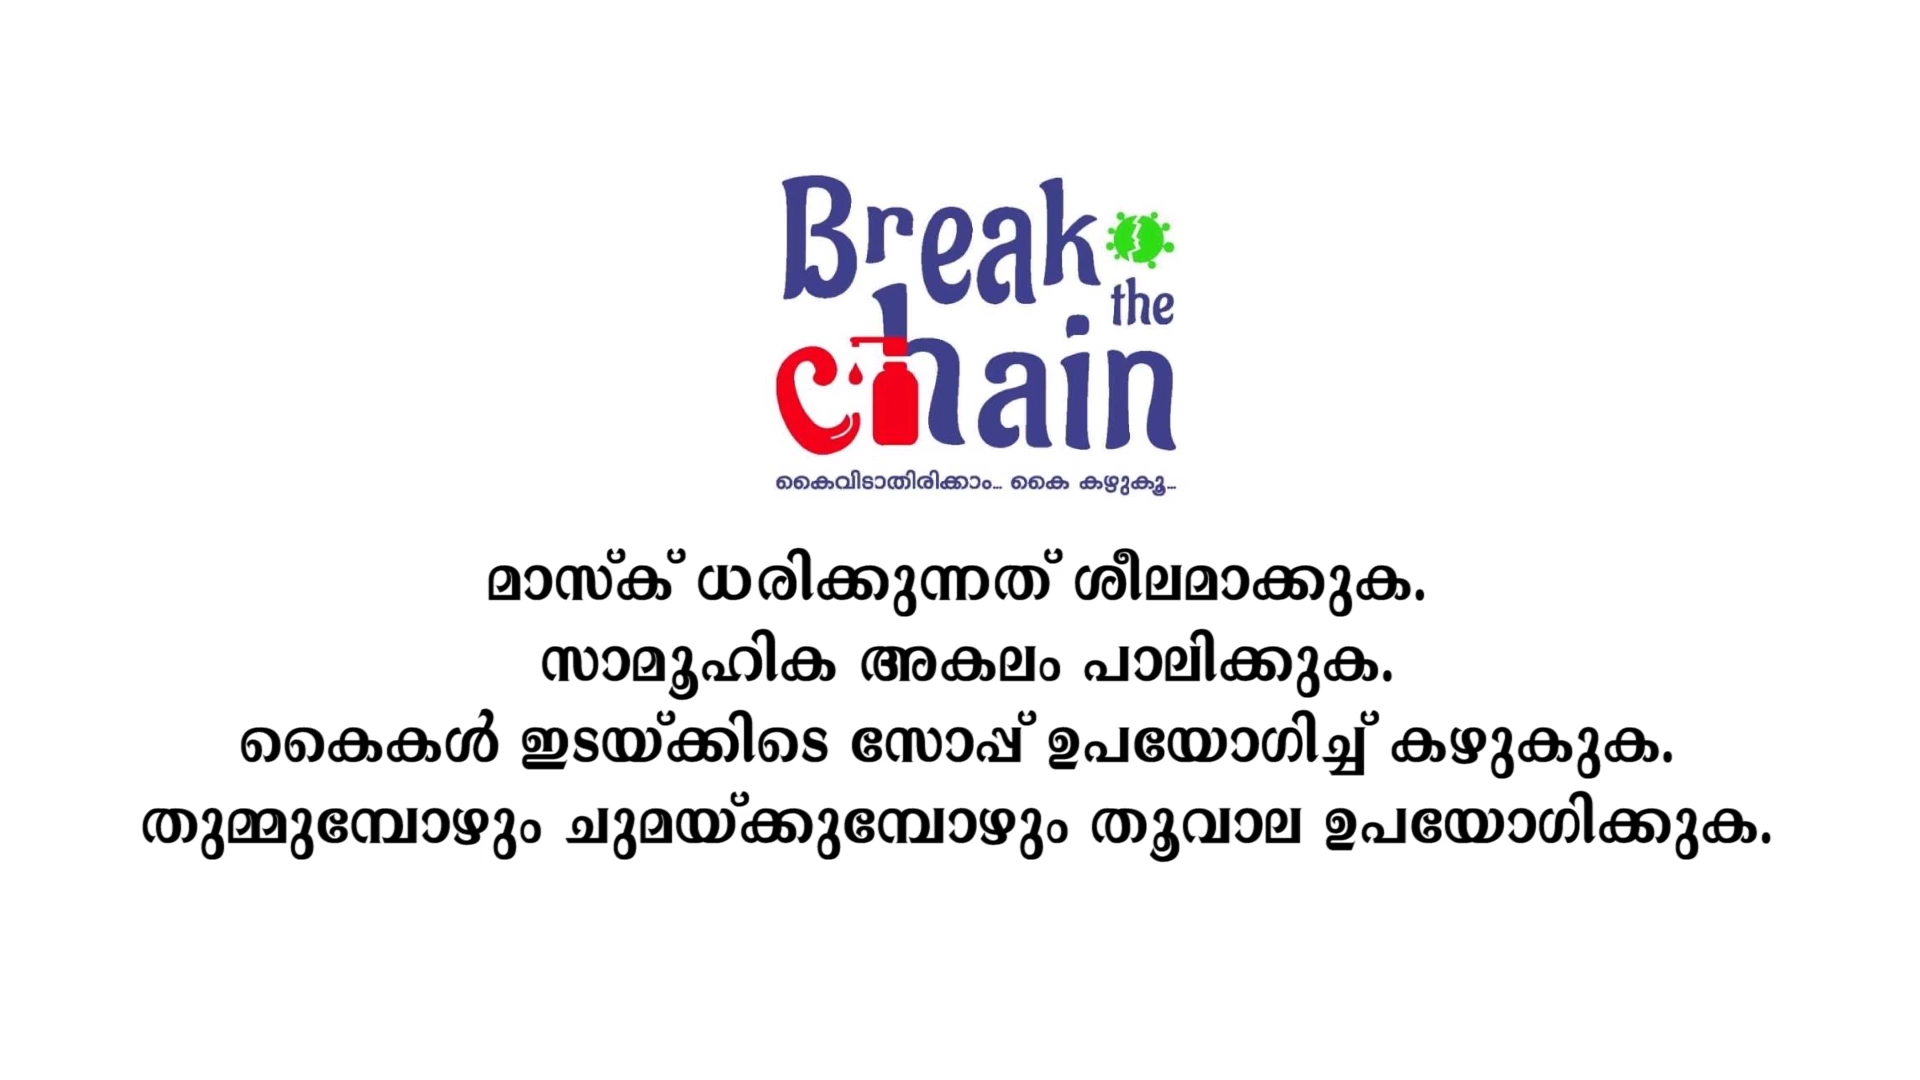 Break
the
chain
കൈവിടാതിരിക്കാം... കൈ കഴുകൂ...
മാസ്ക് ധരിക്കുന്നത് ശീലമാക്കുക.
സാമൂഹിക അകലം പാലിക്കുക.
കൈകൾ ഇടയ്ക്കിടെ സോപ്പ് ഉപയോഗിച്ച് കഴുകുക.
തുമ്മുമ്പോഴും ചുമയ്ക്കുമ്പോഴും തൂവാല ഉപയോഗിക്കുക.